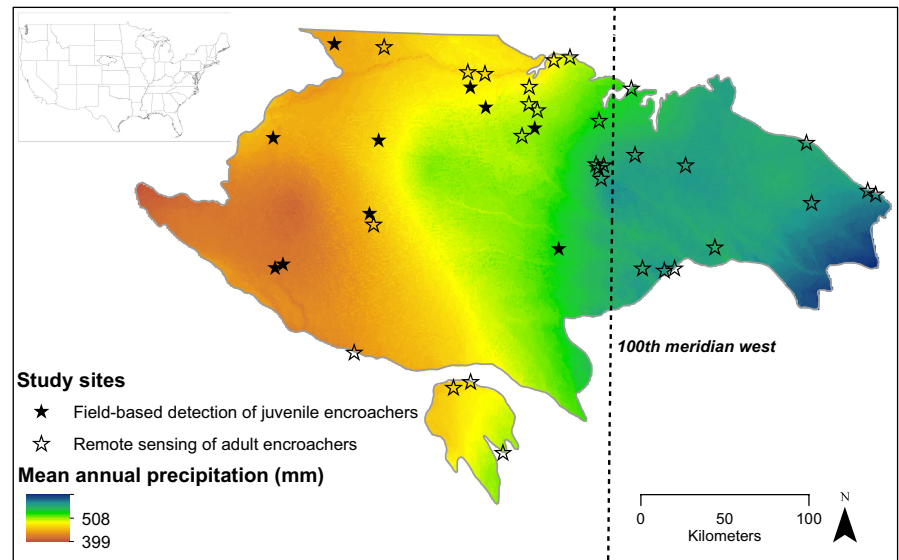 100th meridian west
Study sites
Field-based detection of juvenile encroachers
Remote sensing of adult encroachers
Mean annual precipitation (mm)
508
399
0 50 100
Kilometers
N